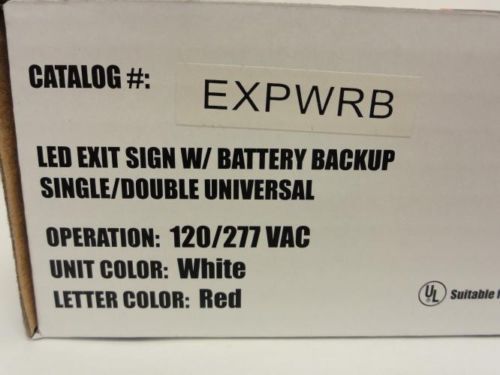 CATALOG #: EXPWRB
LED EXIT SIGN W/ BATTERY BACKUP
SINGLE/DOUBLE UNIVERSAL
OPERATION: 120/277 VAC
UNIT COLOR: White
LETTER COLOR: Red
UL Suitable